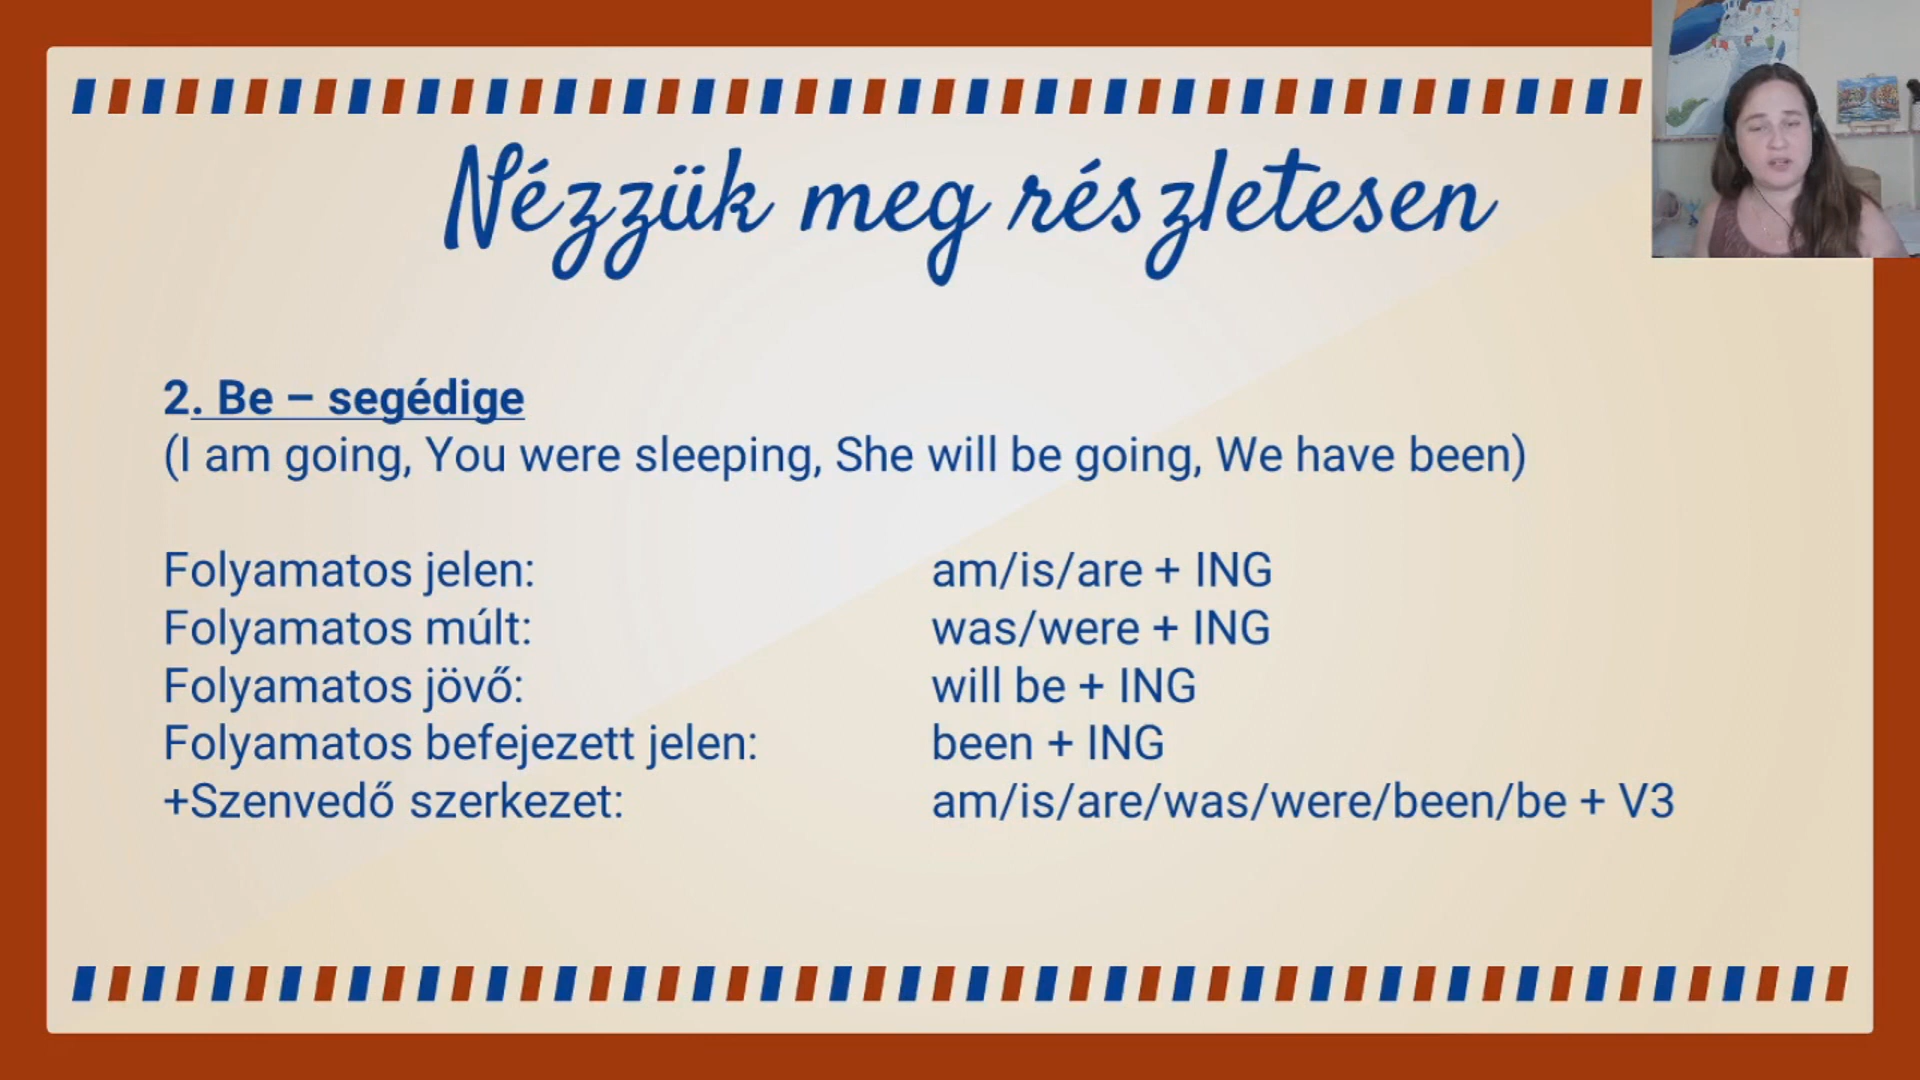 Nézzük meg részletesen
2. Be – segédige
(I am going, You were sleeping, She will be going, We have been)
Folyamatos jelen: am/is/are + ING
Folyamatos múlt: was/were + ING
Folyamatos jövő: will be + ING
Folyamatos befejezett jelen: been + ING
+Szenvedő szerkezet: am/is/are/was/were/been/be + V3